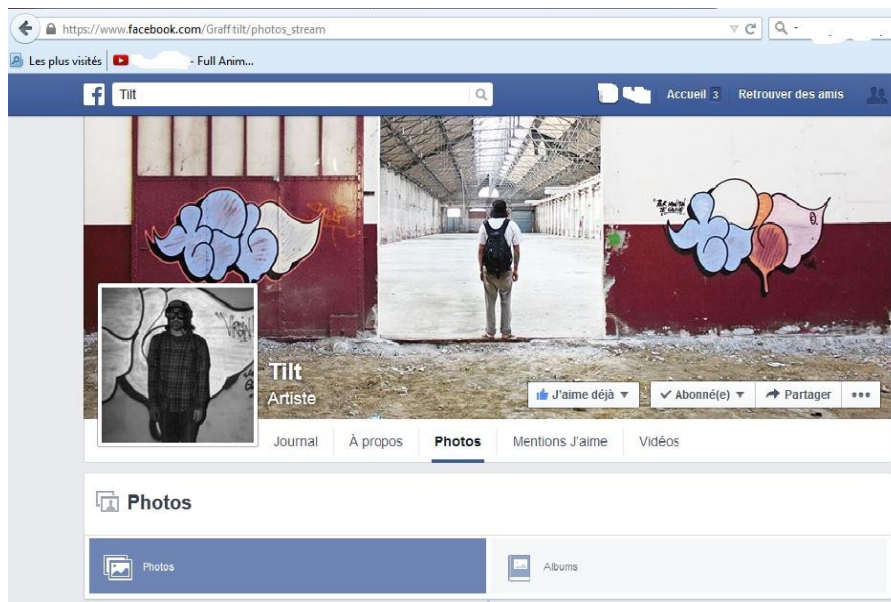 https://www.facebook.com/Graffitilt/photos_stream
Les plus visités - Full Anim...
Tilt
Accueil 3 Retrouver des amis
Tilt
Artiste
J'aime déjà Abonné(e) Partager
Journal À propos Photos Mentions J'aime Vidéos
Photos
Photos Albums